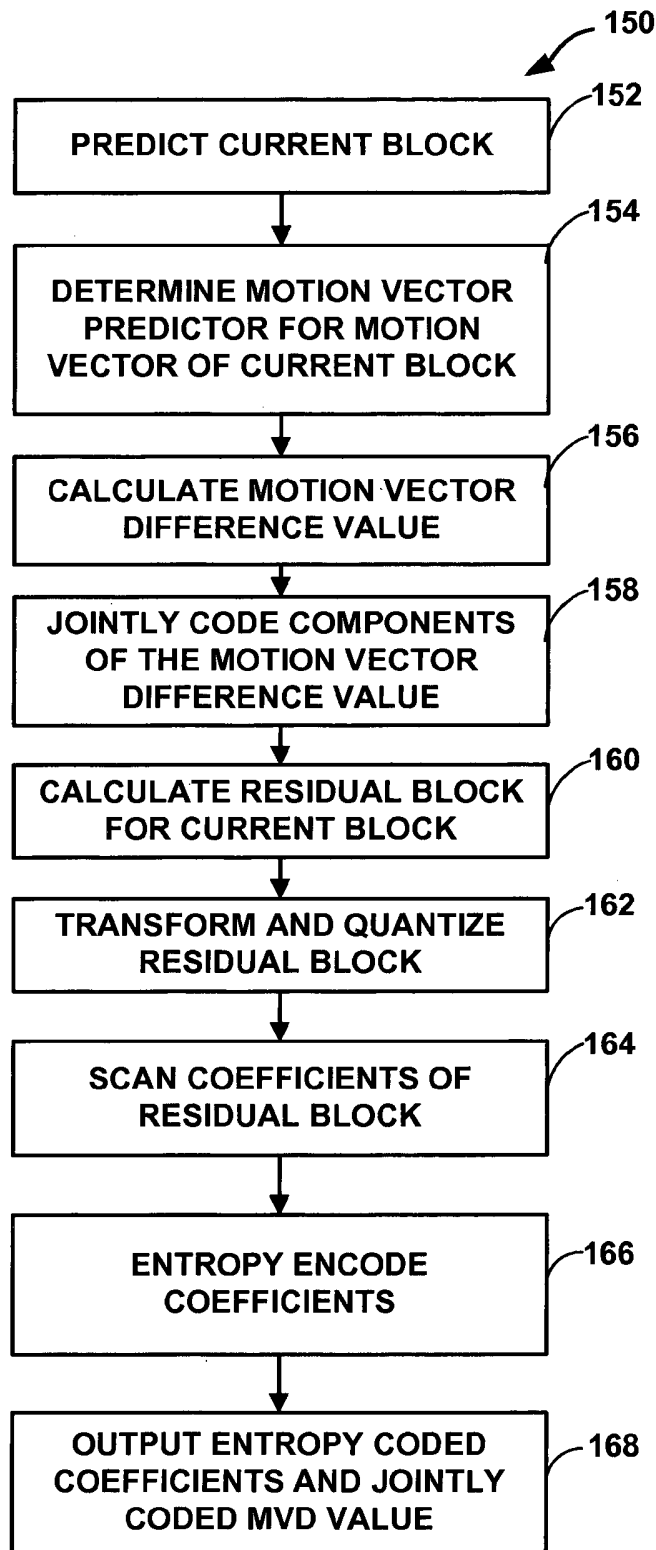 150
152
PREDICT CURRENT BLOCK
154
DETERMINE MOTION VECTOR
PREDICTOR FOR MOTION
VECTOR OF CURRENT BLOCK
156
CALCULATE MOTION VECTOR
DIFFERENCE VALUE
158
JOINTLY CODE COMPONENTS
OF THE MOTION VECTOR
DIFFERENCE VALUE
160
CALCULATE RESIDUAL BLOCK
FOR CURRENT BLOCK
162
TRANSFORM AND QUANTIZE
RESIDUAL BLOCK
164
SCAN COEFFICIENTS OF
RESIDUAL BLOCK
166
ENTROPY ENCODE
COEFFICIENTS
168
OUTPUT ENTROPY CODED
COEFFICIENTS AND JOINTLY
CODED MVD VALUE